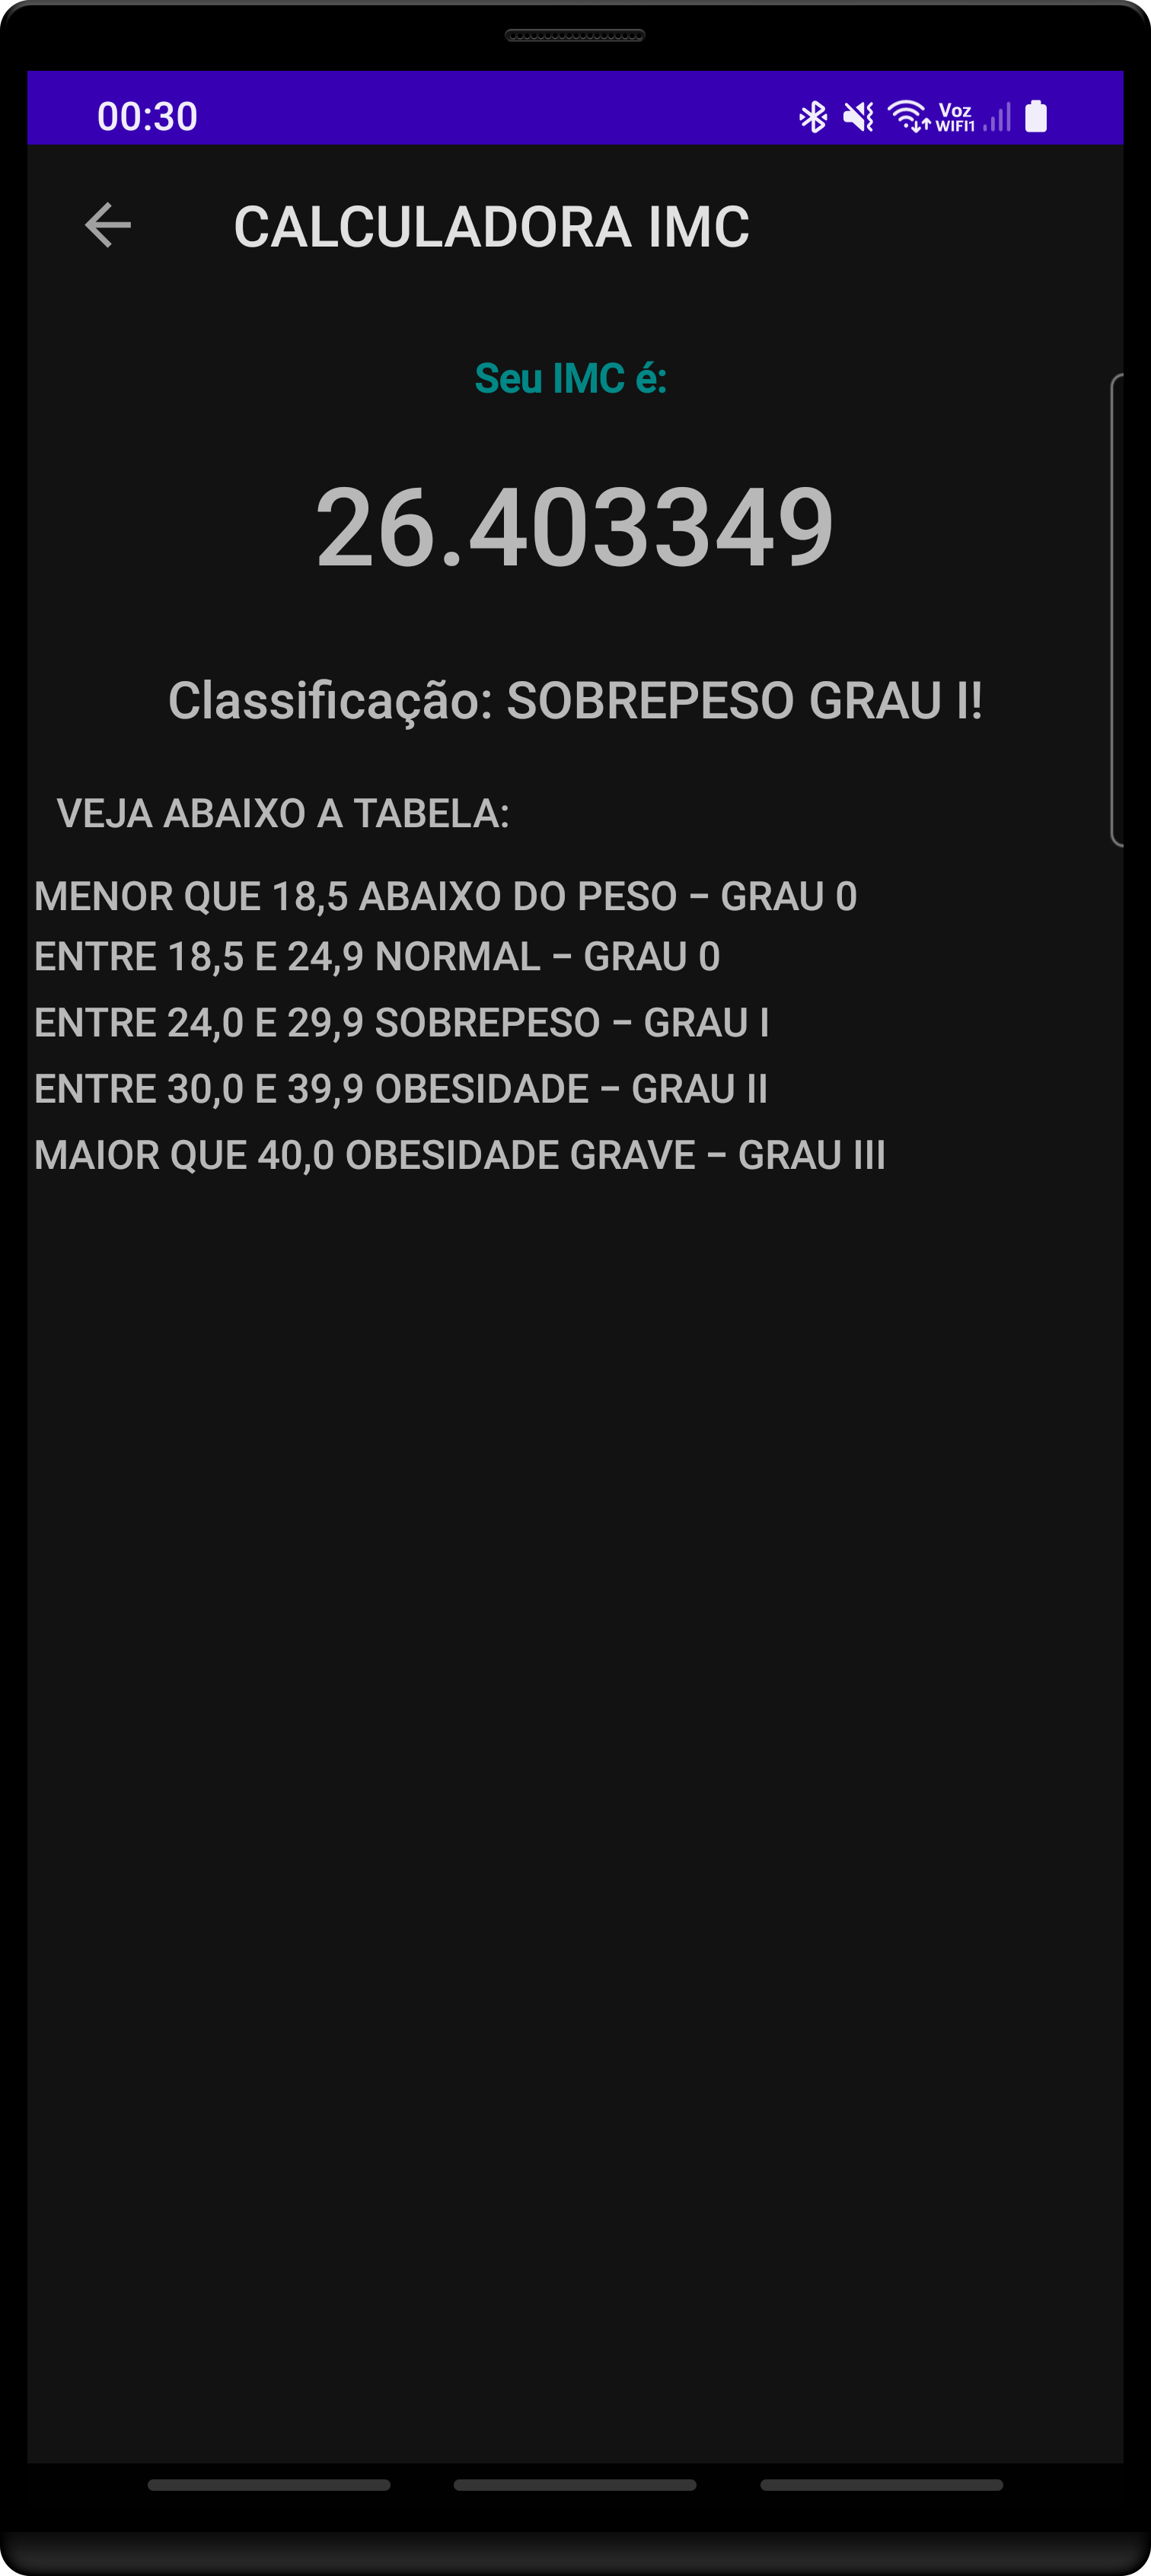 00:30
Voz
WIFI1
CALCULADORA IMC
Seu IMC é:
26.403349
Classificação: SOBREPESO GRAU I!
VEJA ABAIXO A TABELA:
MENOR QUE 18,5 ABAIXO DO PESO – GRAU 0
ENTRE 18,5 E 24,9 NORMAL – GRAU 0
ENTRE 24,0 E 29,9 SOBREPESO – GRAU I
ENTRE 30,0 E 39,9 OBESIDADE – GRAU II
MAIOR QUE 40,0 OBESIDADE GRAVE – GRAU III